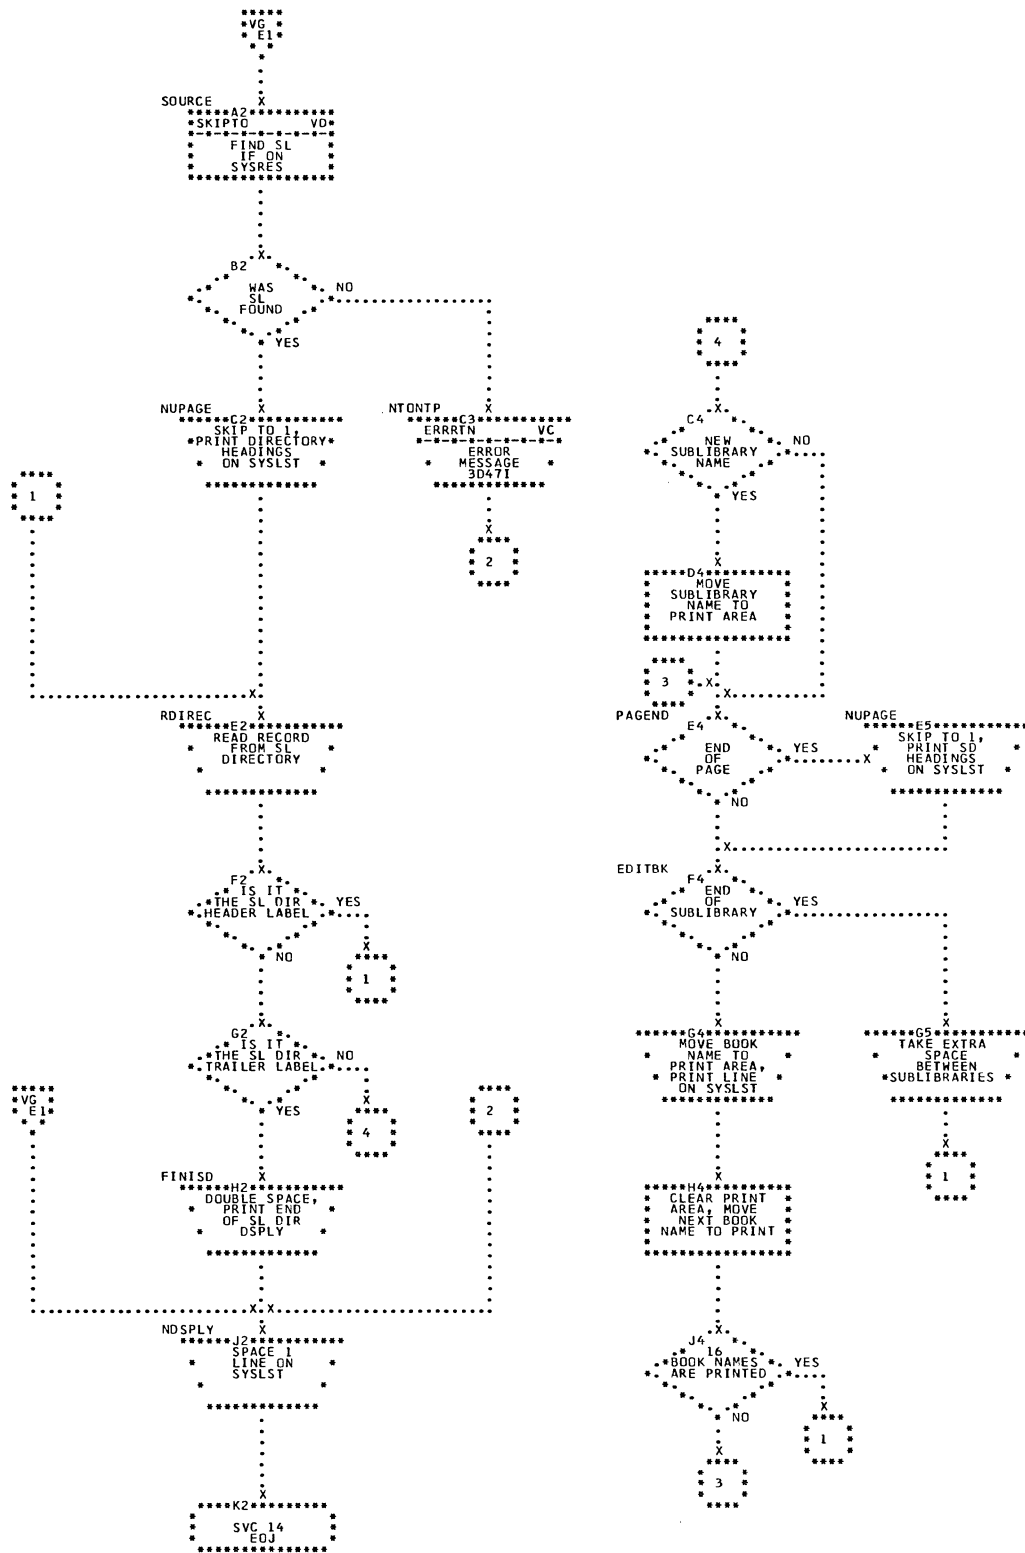 VG
E1
SOURCE
A2
SKIPTO VD
FIND SL
IF ON
SYSRES
B2
WAS
SL
FOUND
NO
YES
NUPAGE
C2
SKIP TO 1,
PRINT DIRECTORY
HEADINGS
ON SYSLST
NTONTP
C3
ERRRTN VC
ERROR
MESSAGE
3D47I
1
2
RDIREC
E2
READ RECORD
FROM SL
DIRECTORY
F2
IS IT
THE SL DIR
HEADER LABEL
YES
NO
1
G2
IS IT
THE SL DIR
TRAILER LABEL
NO
YES
4
VG
E1
2
FINISD
H2
DOUBLE SPACE,
PRINT END
OF SL DIR
DSPLY
NDSPLY
J2
SPACE 1
LINE ON
SYSLST
K2
SVC 14
EOJ
4
C4
NEW
SUBLIBRARY
NAME
NO
YES
D4
MOVE
SUBLIBRARY
NAME TO
PRINT AREA
3
PAGEND
E4
END
OF
PAGE
YES
NO
NUPAGE
E5
SKIP TO 1,
PRINT SD
HEADINGS
ON SYSLST
EDITBK
F4
END
OF
SUBLIBRARY
YES
NO
G4
MOVE BOOK
NAME TO
PRINT AREA,
PRINT LINE
ON SYSLST
G5
TAKE EXTRA
SPACE
BETWEEN
SUBLIBRARIES
1
H4
CLEAR PRINT
AREA, MOVE
NEXT BOOK
NAME TO PRINT
J4
16
BOOK NAMES
ARE PRINTED
YES
NO
1
3